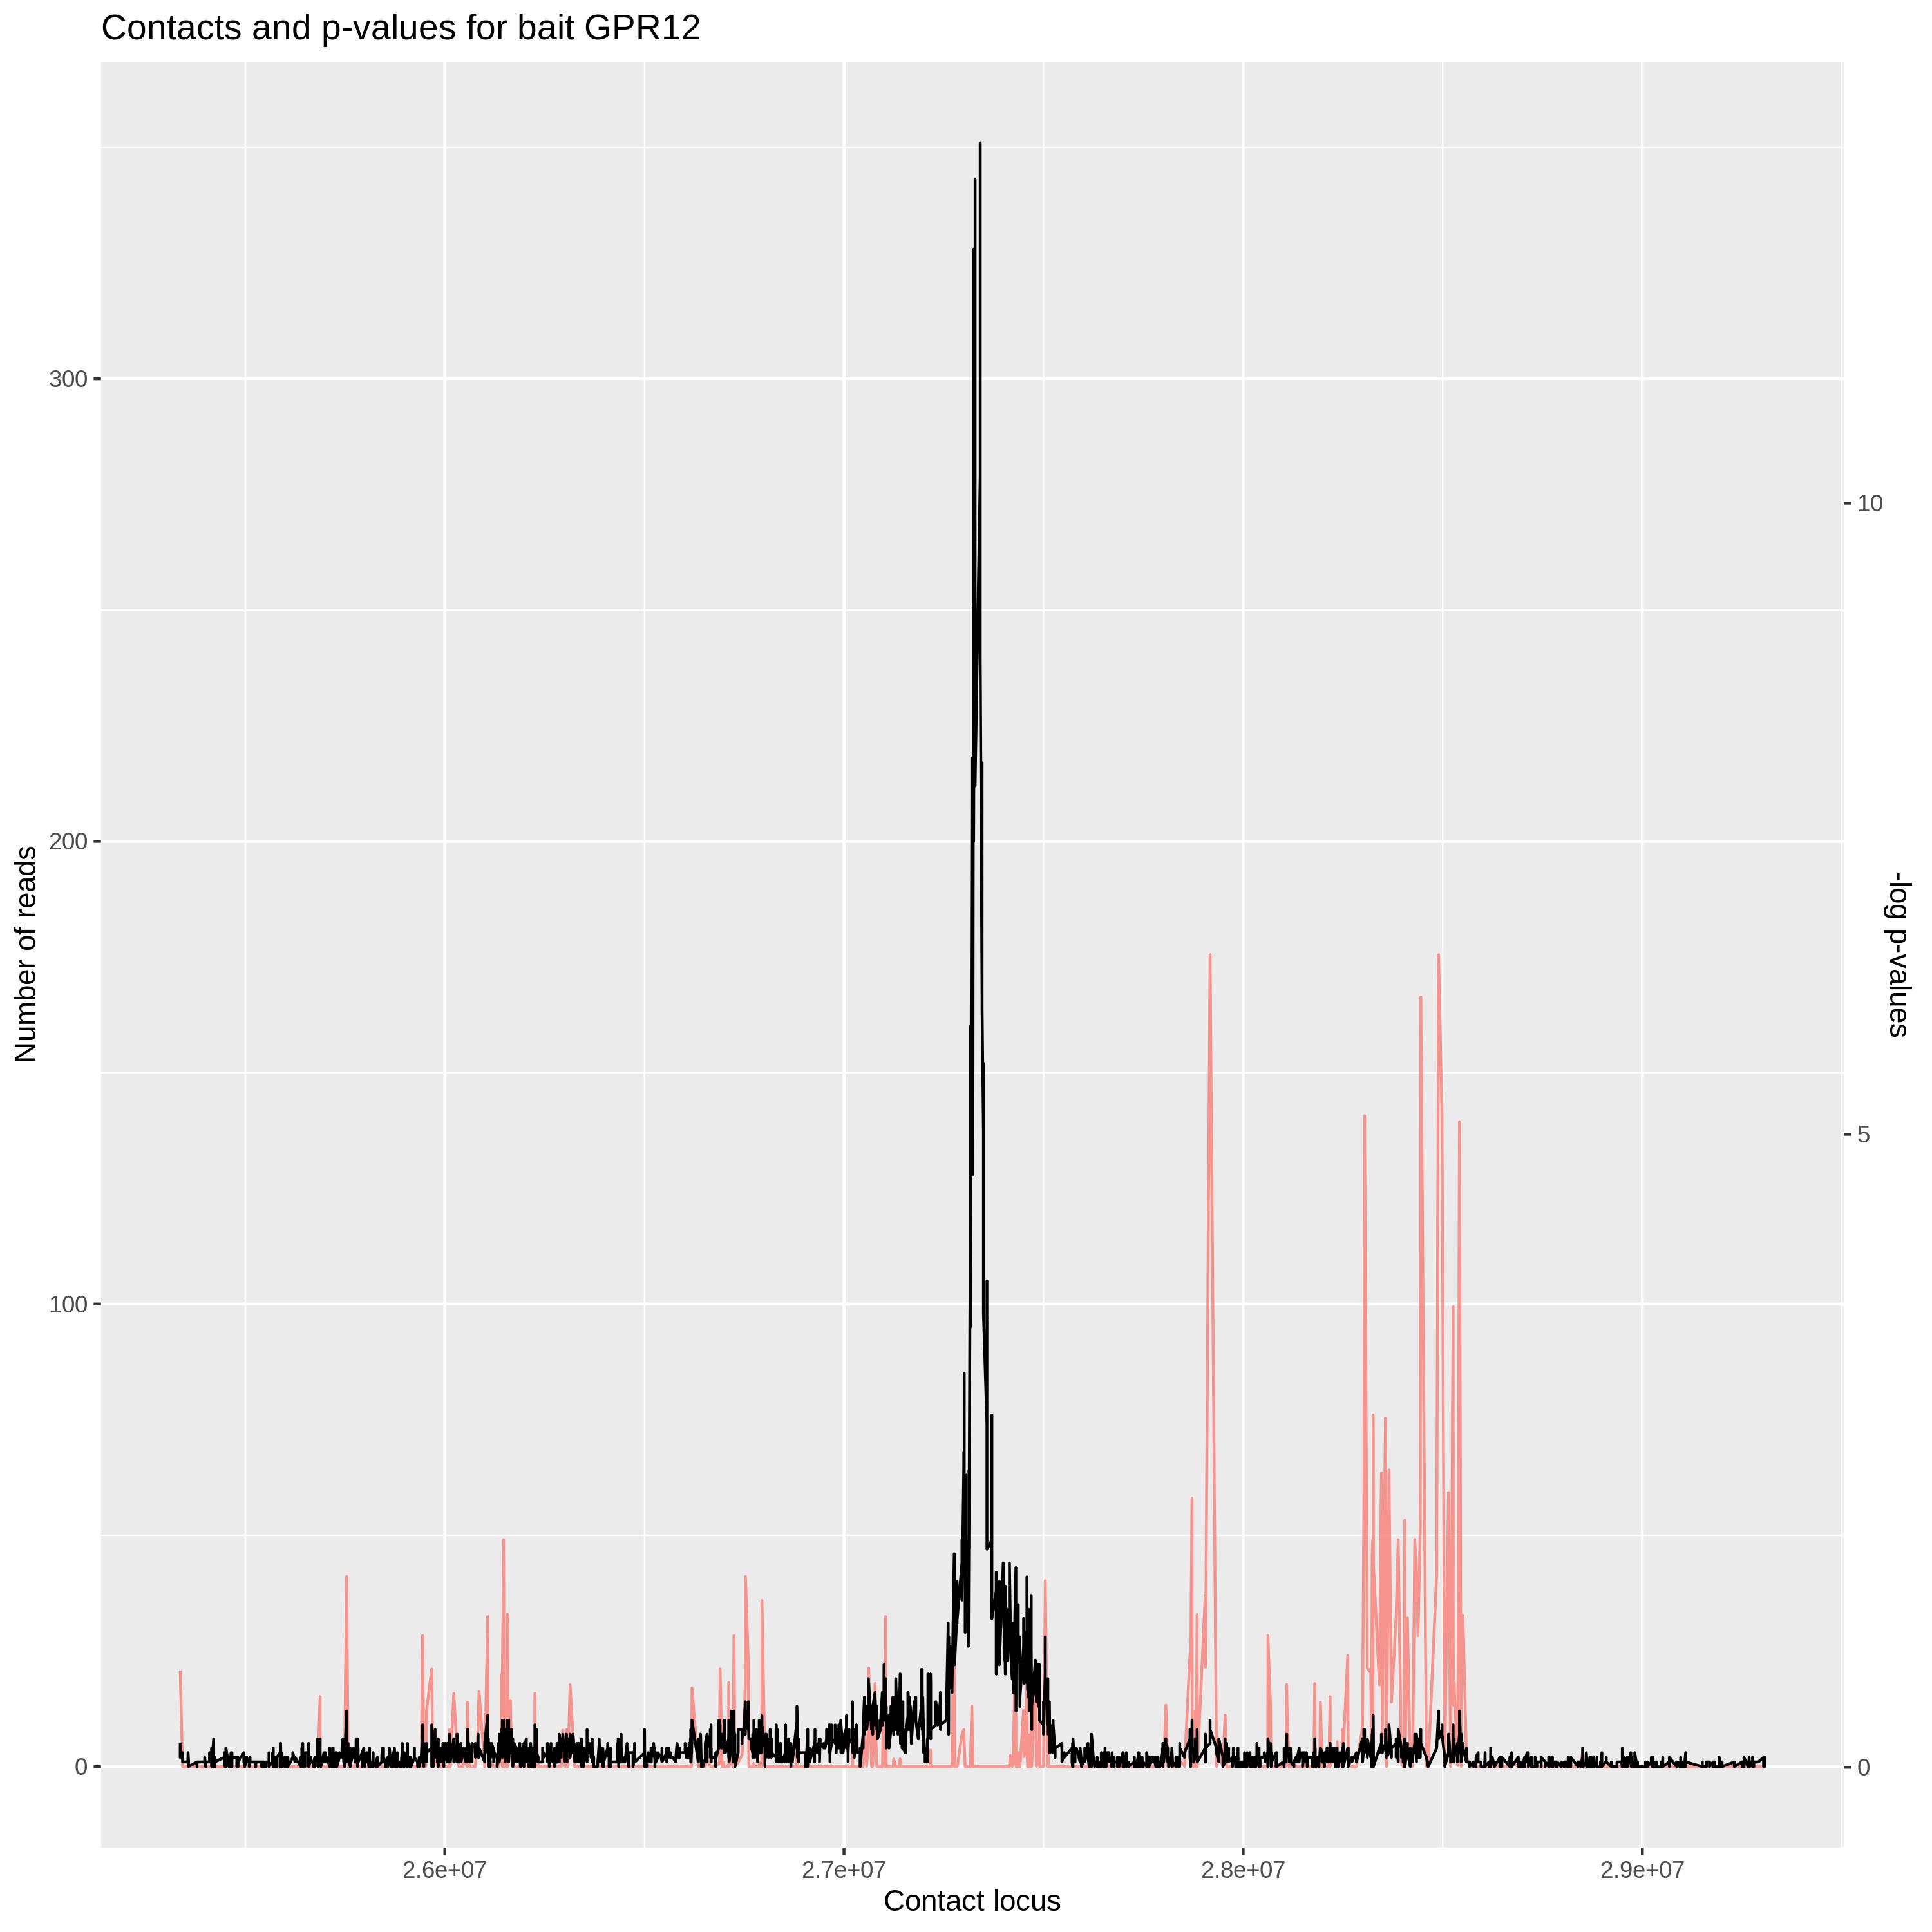 Contacts and p-values for bait GPR12
300
200
100
0
10
5
0
Number of reads
-log p-values
2.6e+07
2.7e+07
2.8e+07
2.9e+07
Contact locus